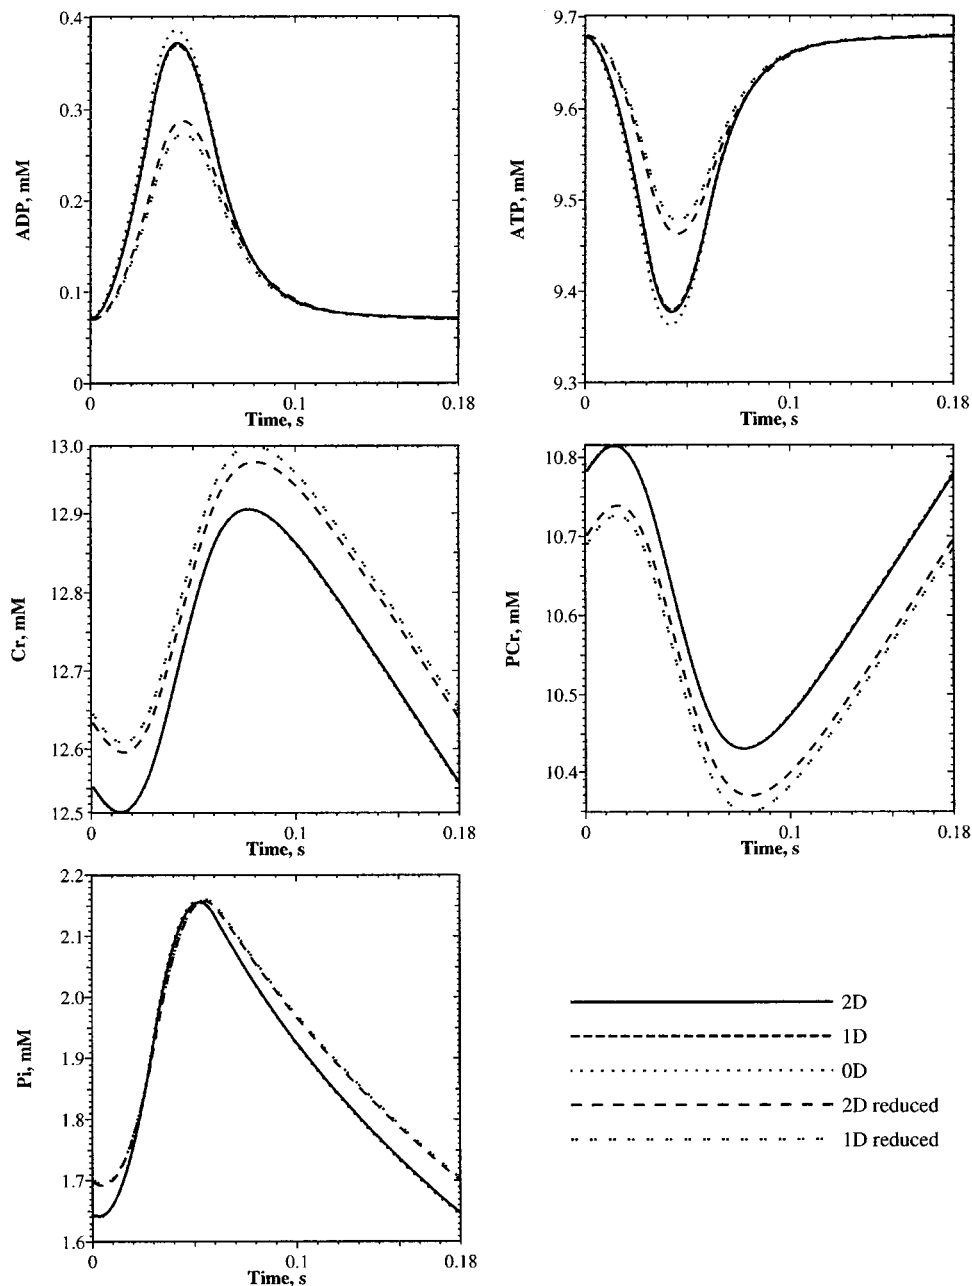 0.4
0.3
0.2
0.1
0
ADP, mM
0
0.1
0.18
Time, s
9.7
9.6
9.5
9.4
9.3
ATP, mM
0
0.1
0.18
Time, s
13.0
12.9
12.8
12.7
12.6
12.5
Cr, mM
0
0.1
0.18
Time, s
10.8
10.7
10.6
10.5
10.4
PCr, mM
0
0.1
0.18
Time, s
2.2
2.1
2.0
1.9
1.8
1.7
1.6
Pi, mM
0
0.1
0.18
Time, s
2D
1D
0D
2D reduced
1D reduced